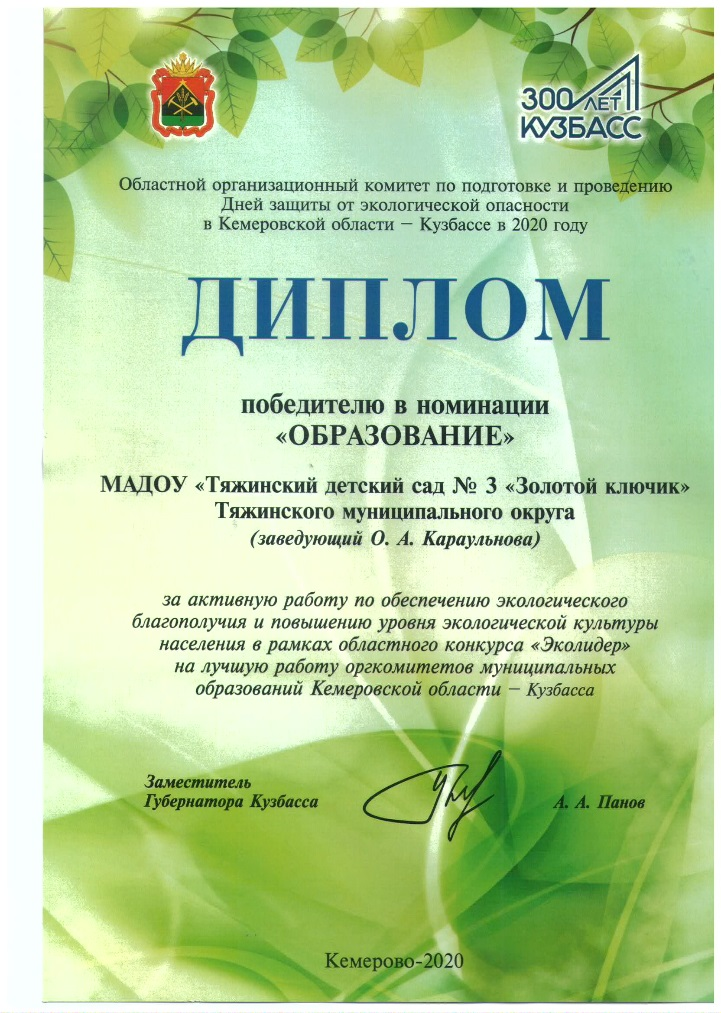 300 ЛЕТ
КУЗБАСС
Областной организационный комитет по подготовке и проведению
Дней защиты от экологической опасности
в Кемеровской области – Кузбассе в 2020 году
ДИПЛОМ
победителю в номинации
«ОБРАЗОВАНИЕ»
МАДОУ «Тяжинский детский сад № 3 «Золотой ключик»
Тяжинского муниципального округа
(заведующий О. А. Караульнова)
за активную работу по обеспечению экологического
благополучия и повышению уровня экологической культуры
населения в рамках областного конкурса «Эколидер»
на лучшую работу оргкомитетов муниципальных
образований Кемеровской области – Кузбасса
Заместитель
Губернатора Кузбасса
А. А. Панов
Кемерово-2020